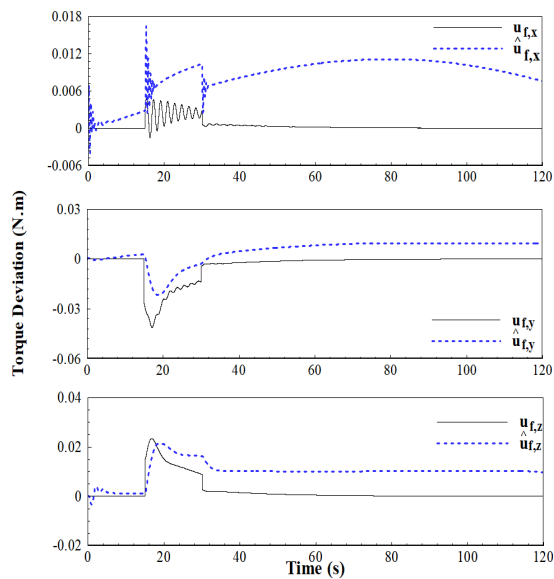 0.018
0.012
0.006
0
-0.006
u_f,x
û_f,x
0 20 40 60 80 100 120
Torque Deviation (N.m)
0.03
0
-0.03
-0.06
u_f,y
û_f,y
0 20 40 60 80 100 120
0.04
0.02
0
-0.02
u_f,z
û_f,z
0 20 40 60 80 100 120
Time (s)